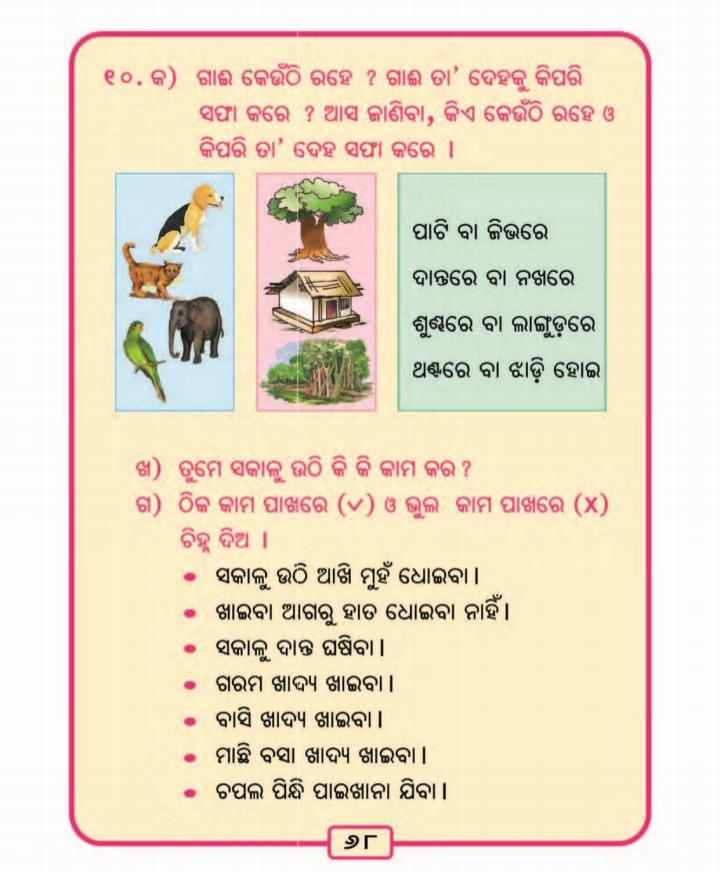 ୧୦. କ) ଗାଈ କେଉଁଠି ରହେ ? ଗାଈ ତା' ଦେହକୁ କିପରି
ସଫା କରେ ? ଆସ ଜାଣିବା, କିଏ କେଉଁଠି ରହେ ଓ
କିପରି ତା' ଦେହ ସଫା କରେ ।
ପାଟି ବା ଜିଭରେ
ଦାନ୍ତରେ ବା ନଖରେ
ଶୁଣ୍ଢରେ ବା ଲାଙ୍ଗୁଡ଼ରେ
ଥଣ୍ଟରେ ବା ଝାଡ଼ି ହୋଇ
ଖ) ତୁମେ ସକାଳୁ ଉଠି କି କି କାମ କର ?
ଗ) ଠିକ କାମ ପାଖରେ (✓) ଓ ଭୁଲ କାମ ପାଖରେ (X)
ଚିହ୍ନ ଦିଅ ।
• ସକାଳୁ ଉଠି ଆଖି ମୁହଁ ଧୋଇବା ।
• ଖାଇବା ଆଗରୁ ହାତ ଧୋଇବା ନାହିଁ ।
• ସକାଳୁ ଦାନ୍ତ ଘଷିବା ।
• ଗରମ ଖାଦ୍ୟ ଖାଇବା ।
• ବାସି ଖାଦ୍ୟ ଖାଇବା ।
• ମାଛି ବସା ଖାଦ୍ୟ ଖାଇବା ।
• ଚପଲ ପିନ୍ଧି ପାଇଖାନା ଯିବା ।
୬୮